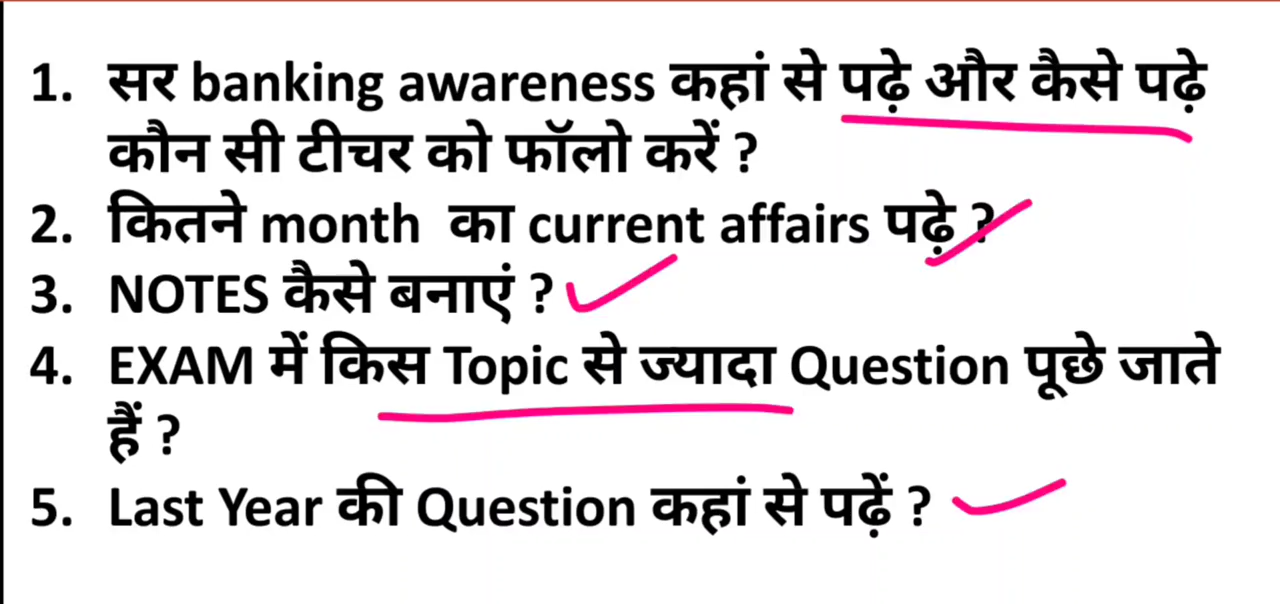 1. सर banking awareness कहां से पढ़े और कैसे पढ़े
कौन सी टीचर को फॉलो करें ?
2. कितने month का current affairs पढ़े ?
3. NOTES कैसे बनाएं ?
4. EXAM में किस Topic से ज्यादा Question पूछे जाते
हैं ?
5. Last Year की Question कहां से पढ़ें ?